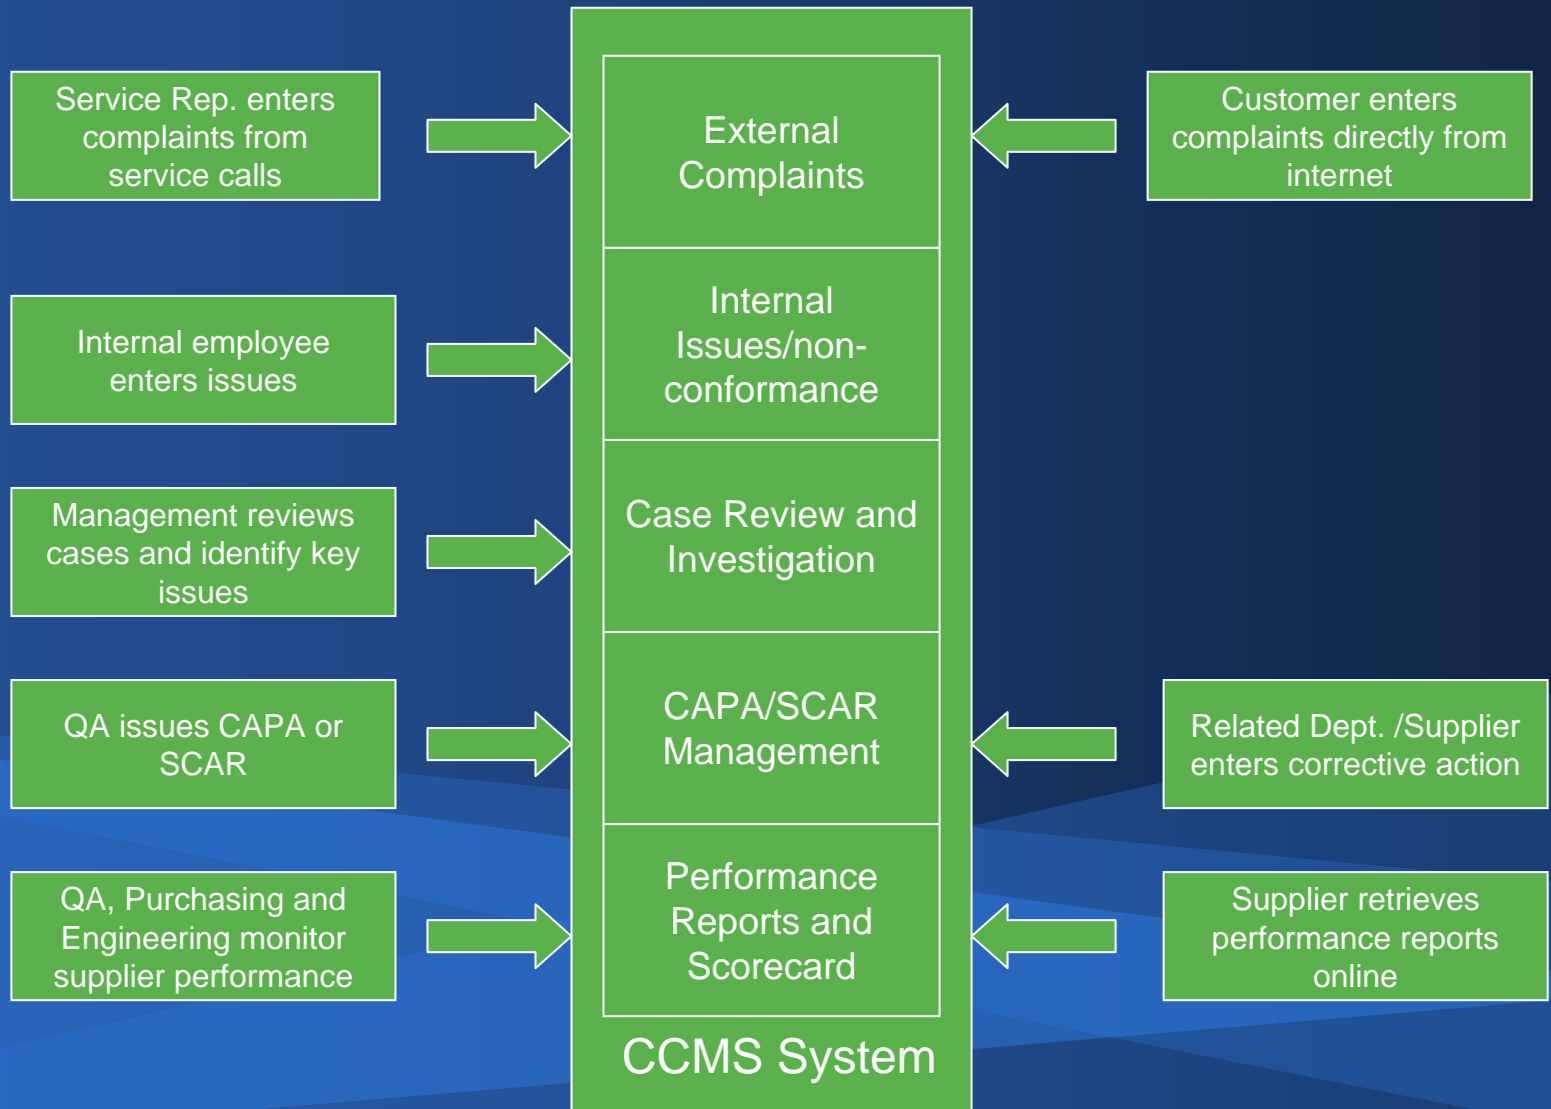 Service Rep. enters
complaints from
service calls
External
Complaints
Customer enters
complaints directly from
internet
Internal employee
enters issues
Internal
Issues/non-
conformance
Management reviews
cases and identify key
issues
Case Review and
Investigation
QA issues CAPA or
SCAR
CAPA/SCAR
Management
Related Dept. /Supplier
enters corrective action
QA, Purchasing and
Engineering monitor
supplier performance
Performance
Reports and
Scorecard
Supplier retrieves
performance reports
online
CCMS System